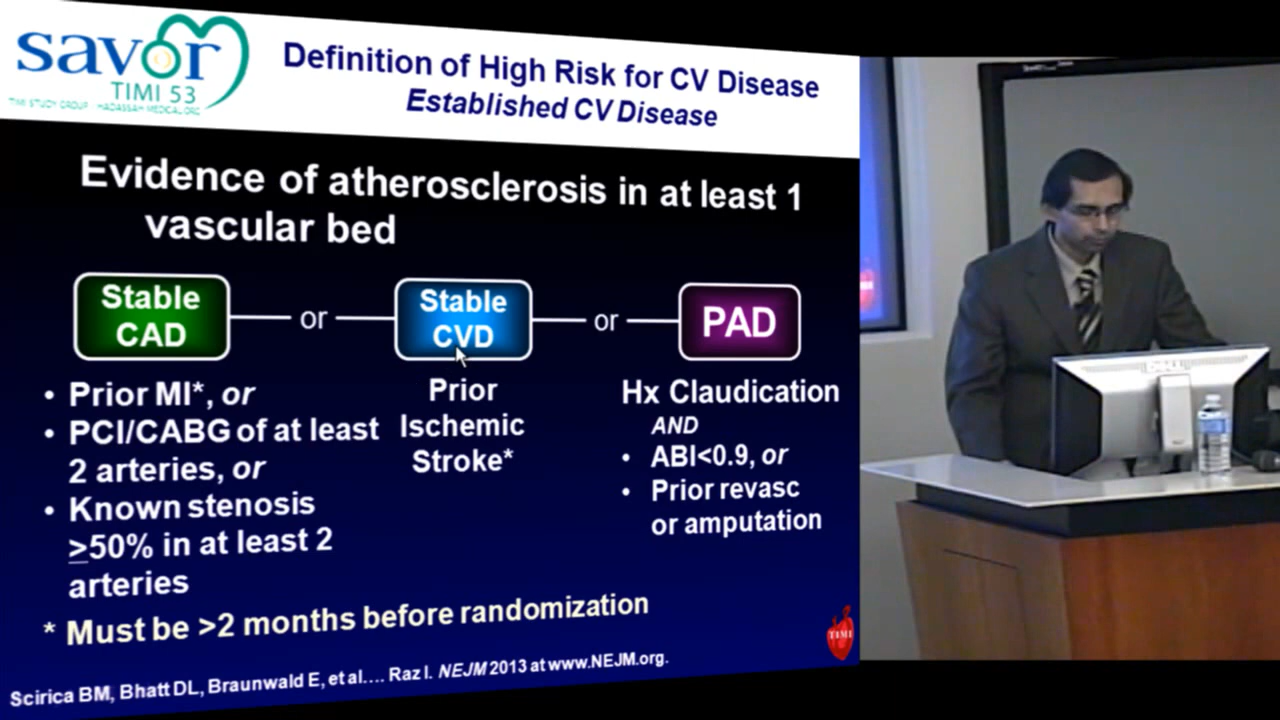 savor
TIMI 53
TIMI STUDY GROUP - HADASSAH MEDICAL ORG
Definition of High Risk for CV Disease
Established CV Disease
Evidence of atherosclerosis in at least 1
vascular bed
Stable
CAD
or
Stable
CVD
or
PAD
• Prior MI*, or
• PCI/CABG of at least
2 arteries, or
• Known stenosis
≥50% in at least 2
arteries
Prior
Ischemic
Stroke*
Hx Claudication
AND
• ABI<0.9, or
• Prior revasc
or amputation
* Must be >2 months before randomization
TIMI
Scirica BM, Bhatt DL, Braunwald E, et al.... Raz I. NEJM 2013 at www.NEJM.org.
DELL